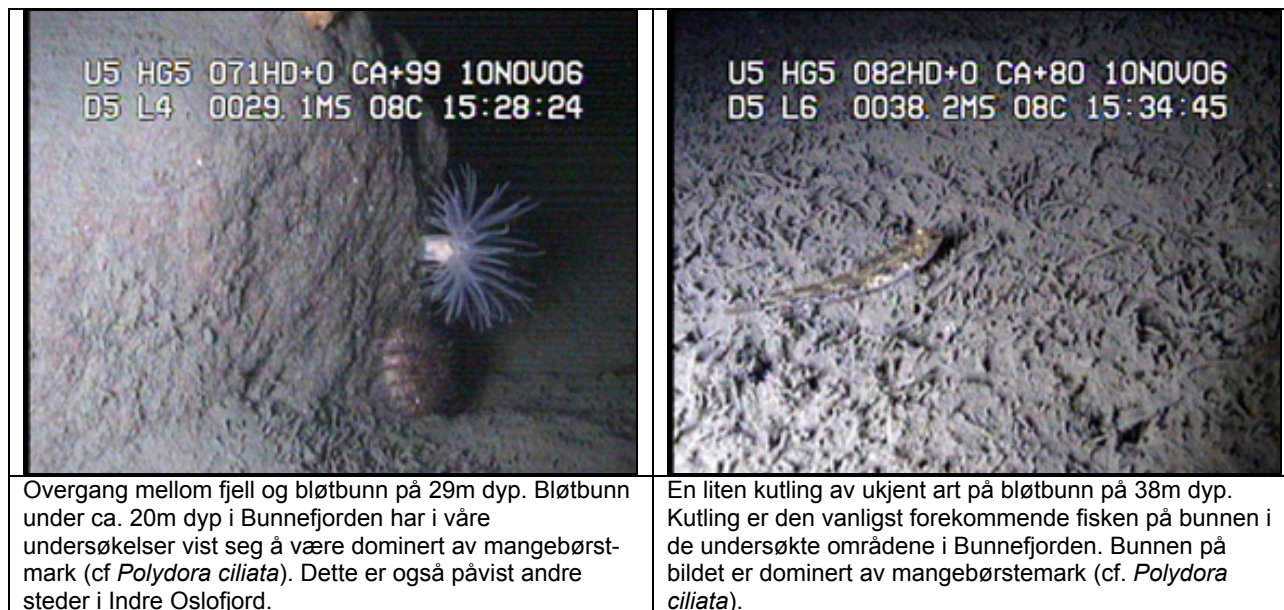 U5 HG5 071HD+0 CA+99 10NOV06
D5 L4 0029.1MS 08C 15:28:24
Overgang mellom fjell og bløtbunn på 29m dyp. Bløtbunn
under ca. 20m dyp i Bunnefjorden har i våre
undersøkelser vist seg å være dominert av mangebørst-
mark (cf Polydora ciliata). Dette er også påvist andre
steder i Indre Oslofjord.
U5 HG5 082HD+0 CA+80 10NOV06
D5 L6 0038.2MS 08C 15:34:45
En liten kutling av ukjent art på bløtbunn på 38m dyp.
Kutling er den vanligst forekommende fisken på bunnen i
de undersøkte områdene i Bunnefjorden. Bunnen på
bildet er dominert av mangebørstemark (cf. Polydora
ciliata).